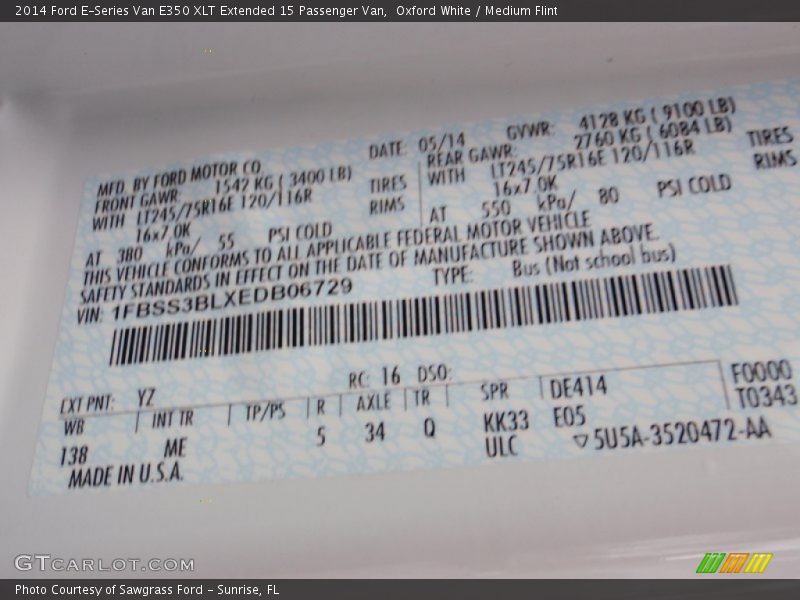 2014 Ford E-Series Van E350 XLT Extended 15 Passenger Van,  Oxford White / Medium Flint
MFD. BY FORD MOTOR CO. DATE: 05/14 GVWR: 4128 KG ( 9100 LB)
FRONT GAWR: 1542 KG ( 3400 LB) REAR GAWR: 2760 KG ( 6084 LB)
WITH LT245/75R16E 120/116R TIRES WITH LT245/75R16E 120/116R TIRES
16x7.0K RIMS 16x7.0K RIMS
AT 380 kPa/ 55 PSI COLD AT 550 kPa/ 80 PSI COLD
THIS VEHICLE CONFORMS TO ALL APPLICABLE FEDERAL MOTOR VEHICLE
SAFETY STANDARDS IN EFFECT ON THE DATE OF MANUFACTURE SHOWN ABOVE.
VIN: 1FBSS3BLXEDB06729 TYPE: Bus (Not school bus)
EXT PNT: YZ RC: 16 DSO: F0000
WB INT TR TP/PS R AXLE TR SPR DE414 T0343
138 ME 5 34 Q KK33 E05
ULC ▽5U5A-3520472-AA
MADE IN U.S.A.
GTCARLOT.COM
Photo Courtesy of Sawgrass Ford - Sunrise, FL